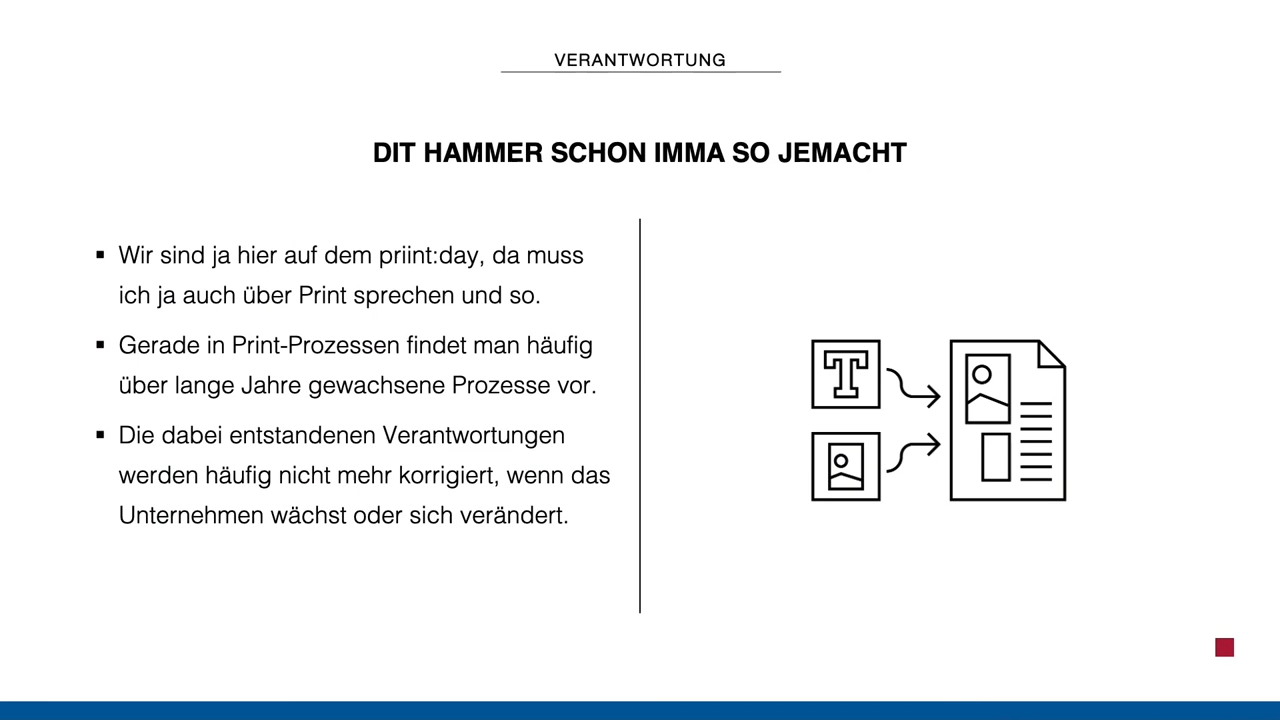 VERANTWORTUNG
DIT HAMMER SCHON IMMA SO JEMACHT
▪ Wir sind ja hier auf dem priint:day, da muss
ich ja auch über Print sprechen und so.
▪ Gerade in Print-Prozessen findet man häufig
über lange Jahre gewachsene Prozesse vor.
▪ Die dabei entstandenen Verantwortungen
werden häufig nicht mehr korrigiert, wenn das
Unternehmen wächst oder sich verändert.
T